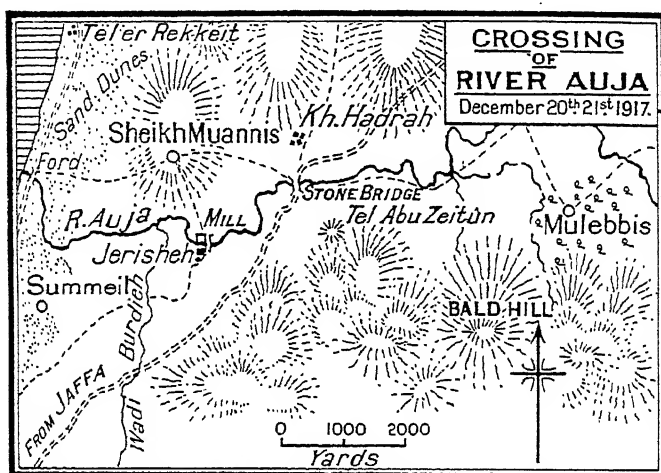 CROSSING
OF
RIVER AUJA
December 20th 21st 1917.
Tel er Rekkeit
Sand Dunes
Kh. Hadrah
Sheikh Muannis
Ford
STONE BRIDGE
R. Auja
MILL
Tel Abu Zeitûn
Mulebbis
Jerisheh
Summeil
BALD HILL
Wadi Burdieh
FROM JAFFA
0 1000 2000
Yards